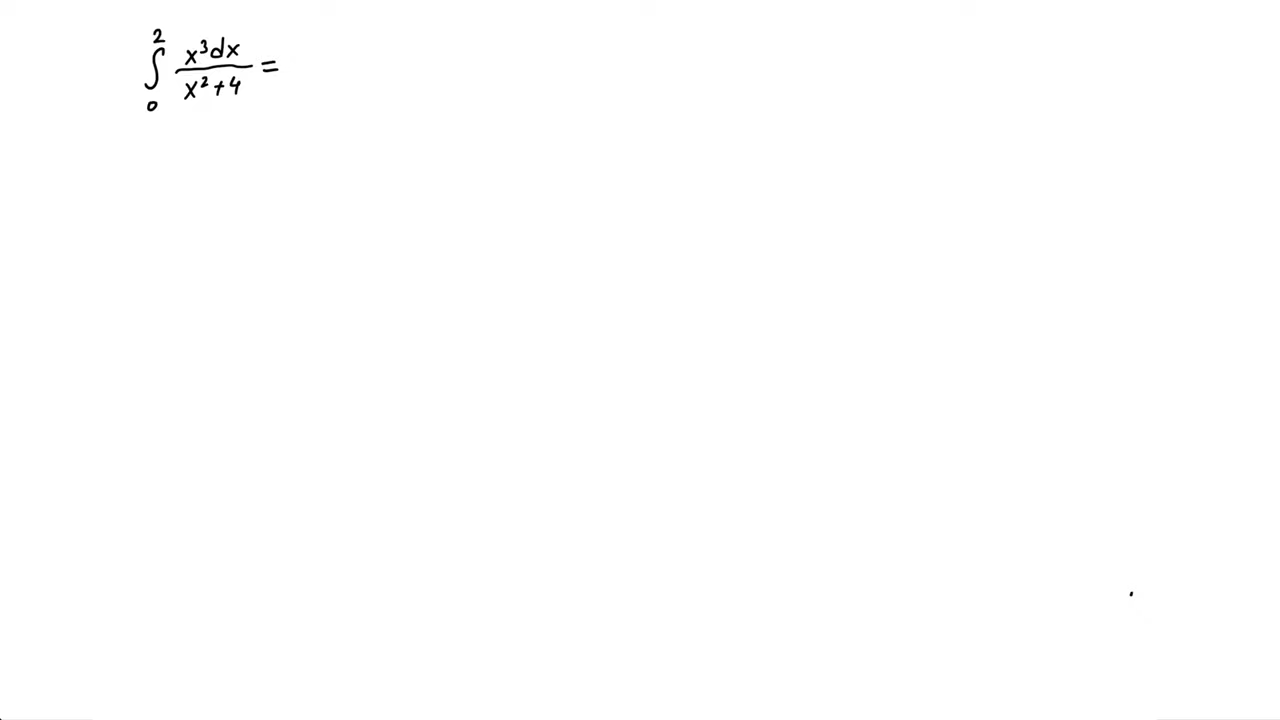 ∫₀² x³dx / x²+4 =